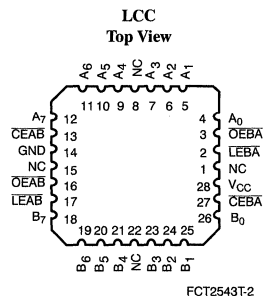 LCC
Top View
A6 A5 A4 NC A3 A2 A1
11 10 9 8 7 6 5
A7 12
CEAB 13
GND 14
NC 15
OEAB 16
LEAB 17
B7 18
4 A0
3 OEBA
2 LEBA
1 NC
28 VCC
27 CEBA
26 B0
19 20 21 22 23 24 25
B6 B5 B4 NC B3 B2 B1
FCT2543T-2